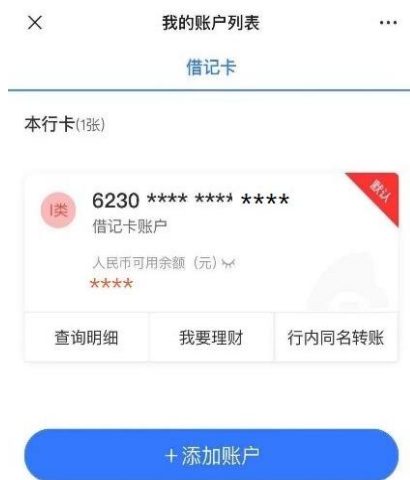 我的账户列表
借记卡
本行卡(1张)
默认
I类
6230 **** **** ****
借记卡账户
人民币可用余额（元）
****
查询明细 我要理财 行内同名转账
+添加账户